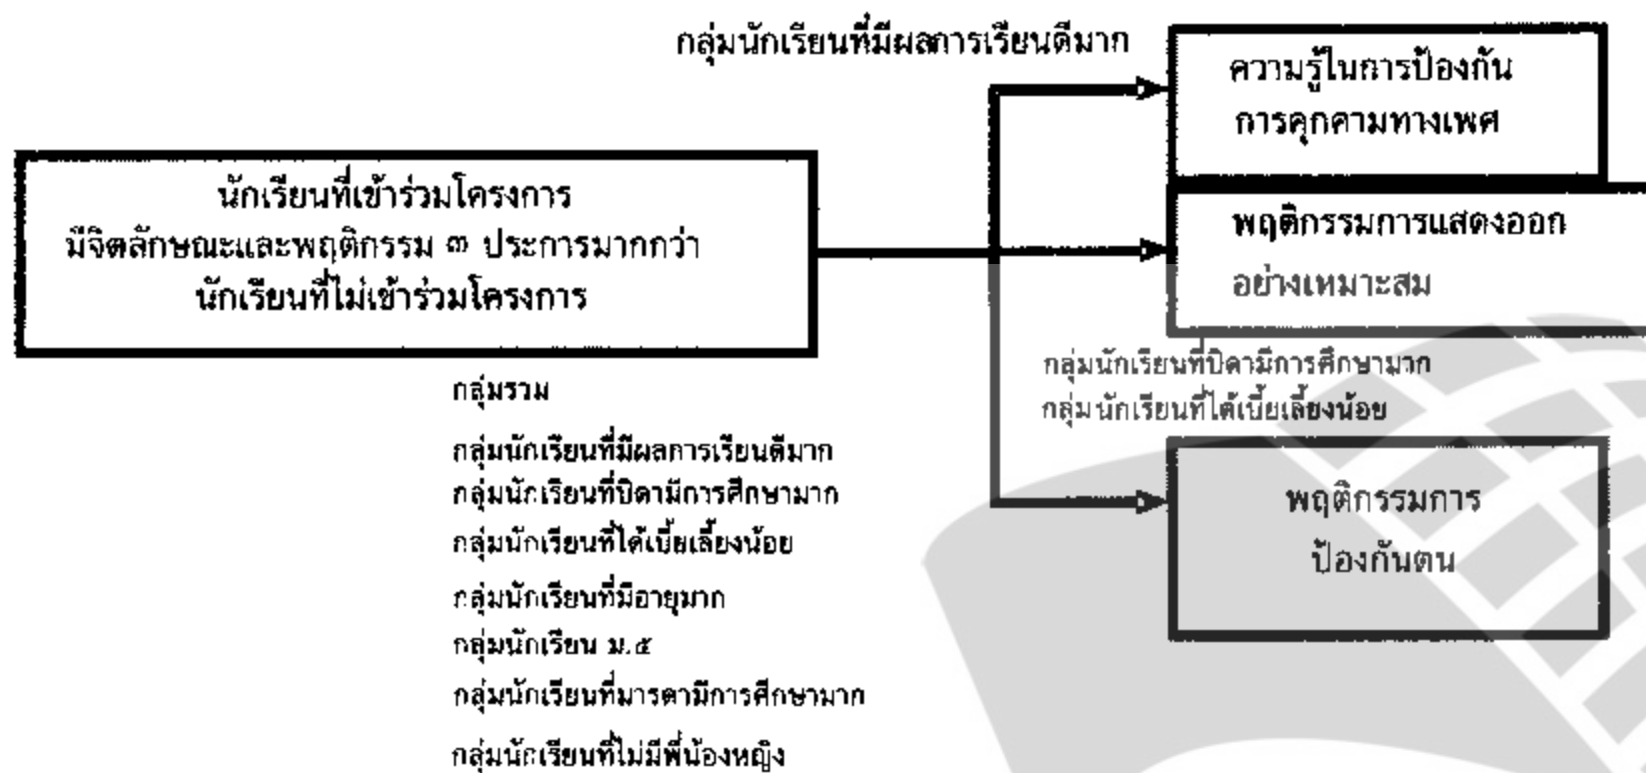 กลุ่มนักเรียนที่มีผลการเรียนดีมาก
ความรู้ในการป้องกัน
การคุกคามทางเพศ
นักเรียนที่เข้าร่วมโครงการ
มีจิตลักษณะและพฤติกรรม ๓ ประการมากกว่า
นักเรียนที่ไม่เข้าร่วมโครงการ
พฤติกรรมการแสดงออก
อย่างเหมาะสม
กลุ่มนักเรียนที่บิดามีการศึกษามาก
กลุ่มนักเรียนที่ได้เบี้ยเลี้ยงน้อย
พฤติกรรมการ
ป้องกันตน
กลุ่มรวม
กลุ่มนักเรียนที่มีผลการเรียนดีมาก
กลุ่มนักเรียนที่บิดามีการศึกษามาก
กลุ่มนักเรียนที่ได้เบี้ยเลี้ยงน้อย
กลุ่มนักเรียนที่มีอายุมาก
กลุ่มนักเรียน ม.๕
กลุ่มนักเรียนที่มารดามีการศึกษามาก
กลุ่มนักเรียนที่ไม่มีพี่น้องหญิง